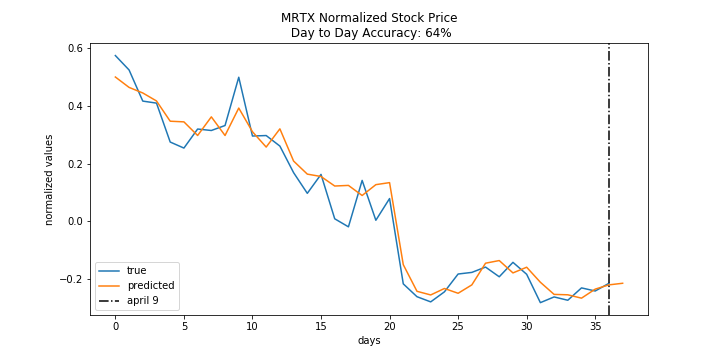 MRTX Normalized Stock Price
Day to Day Accuracy: 64%
0.6
0.4
0.2
0.0
−0.2
normalized values
true
predicted
april 9
0 5 10 15 20 25 30 35
days